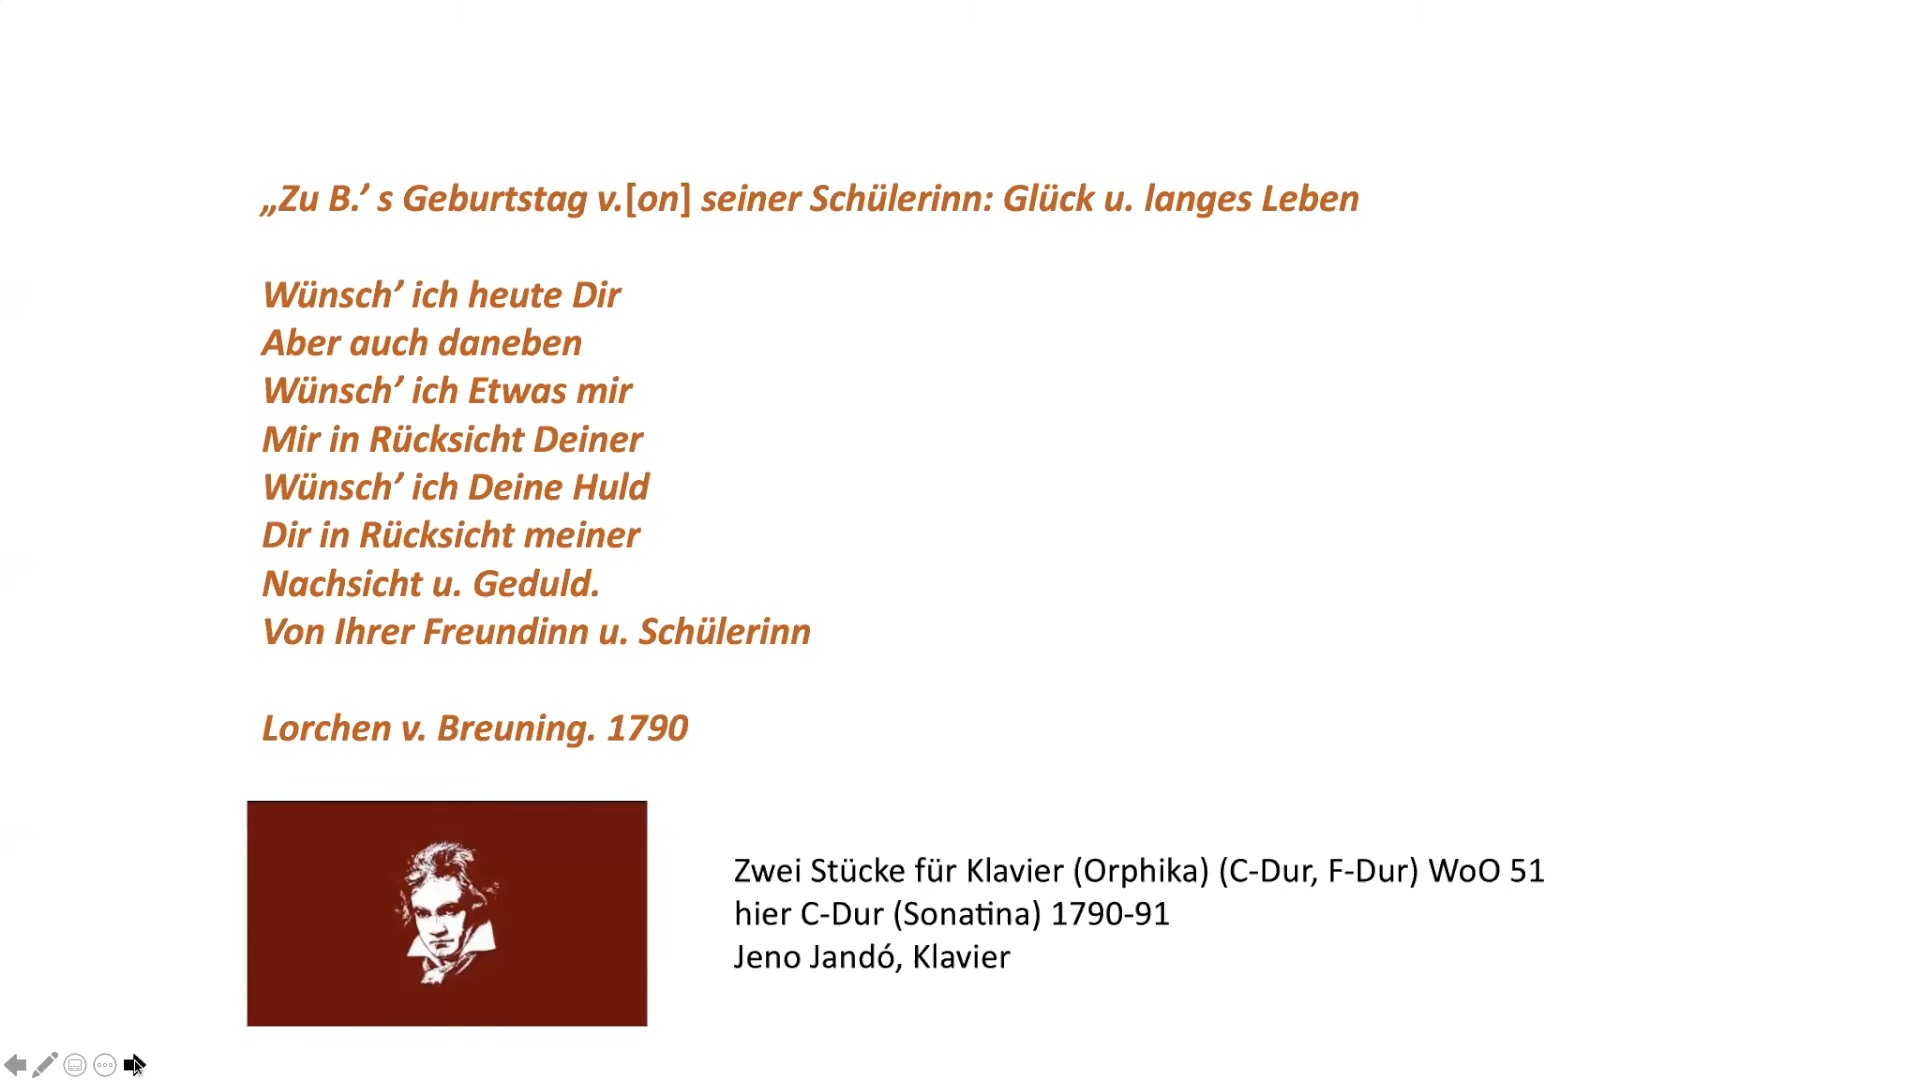 „Zu B.’ s Geburtstag v.[on] seiner Schülerinn: Glück u. langes Leben
Wünsch’ ich heute Dir
Aber auch daneben
Wünsch’ ich Etwas mir
Mir in Rücksicht Deiner
Wünsch’ ich Deine Huld
Dir in Rücksicht meiner
Nachsicht u. Geduld.
Von Ihrer Freundinn u. Schülerinn
Lorchen v. Breuning. 1790
Zwei Stücke für Klavier (Orphika) (C-Dur, F-Dur) WoO 51
hier C-Dur (Sonatina) 1790-91
Jeno Jandó, Klavier